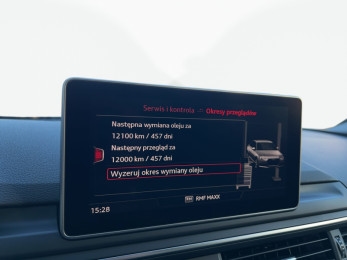 Serwis i kontrola > Okresy przeglądów
Następna wymiana oleju za
12100 km / 457 dni
Następny przegląd za
12000 km / 457 dni
Wyzeruj okres wymiany oleju
15:28
RMF MAXX